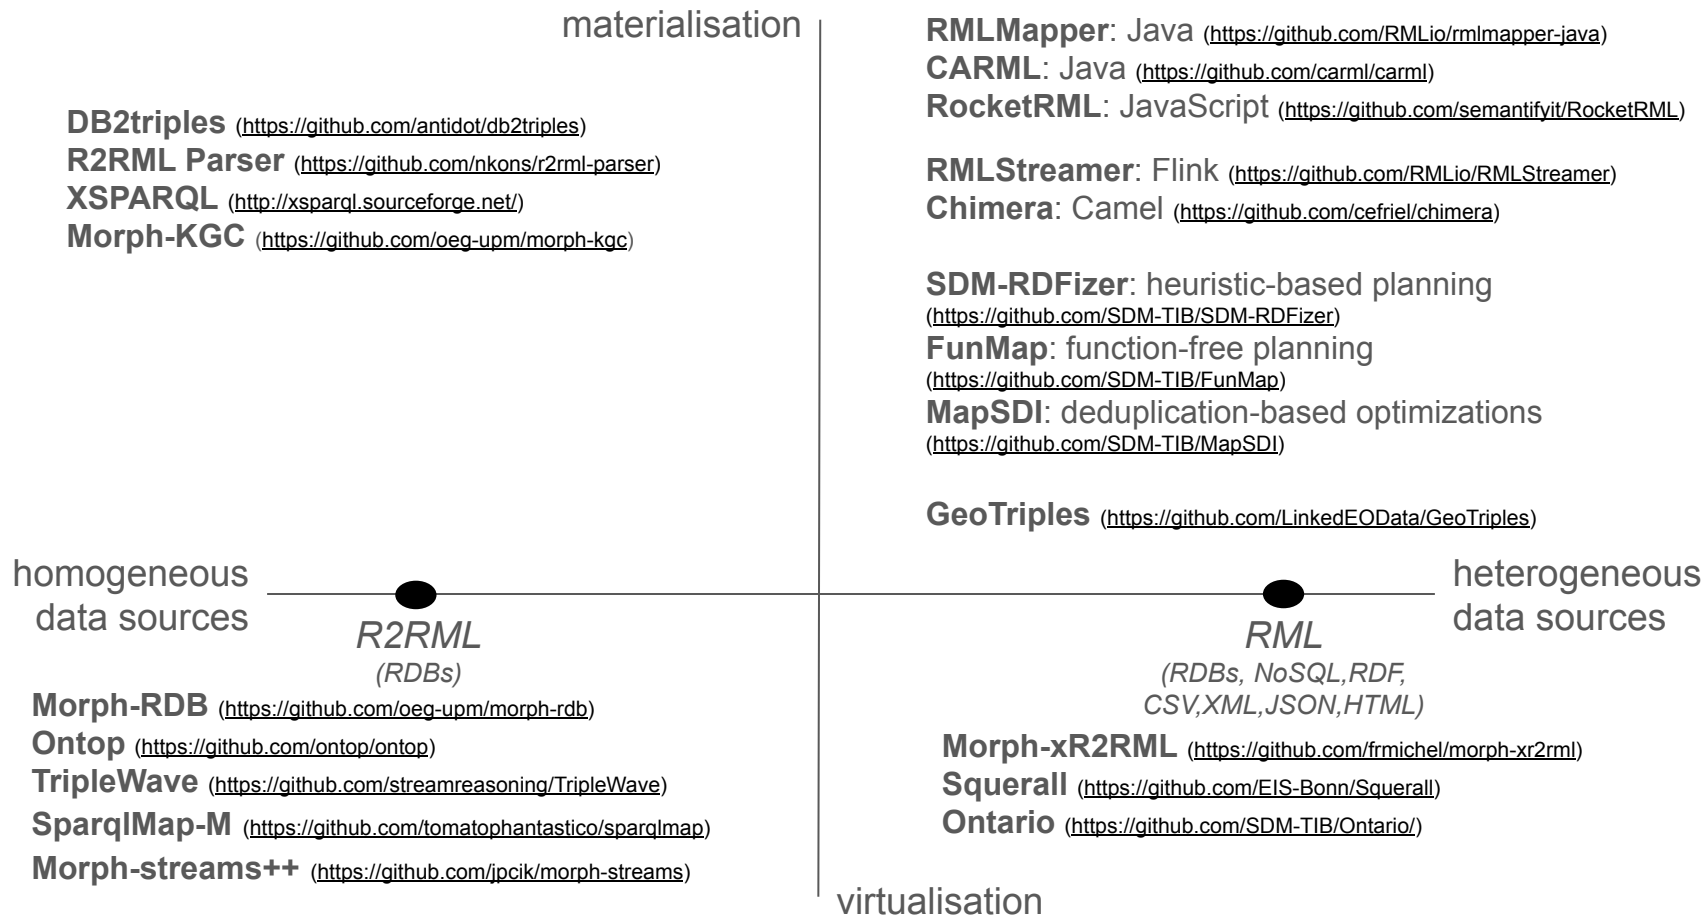 materialisation
DB2triples (https://github.com/antidot/db2triples)
R2RML Parser (https://github.com/nkons/r2rml-parser)
XSPARQL (http://xsparql.sourceforge.net/)
Morph-KGC (https://github.com/oeg-upm/morph-kgc)
RMLMapper: Java (https://github.com/RMLio/rmlmapper-java)
CARML: Java (https://github.com/carml/carml)
RocketRML: JavaScript (https://github.com/semantifyit/RocketRML)
RMLStreamer: Flink (https://github.com/RMLio/RMLStreamer)
Chimera: Camel (https://github.com/cefriel/chimera)
SDM-RDFizer: heuristic-based planning
(https://github.com/SDM-TIB/SDM-RDFizer)
FunMap: function-free planning
(https://github.com/SDM-TIB/FunMap)
MapSDI: deduplication-based optimizations
(https://github.com/SDM-TIB/MapSDI)
GeoTriples (https://github.com/LinkedEOData/GeoTriples)
homogeneous
data sources
heterogeneous
data sources
R2RML
(RDBs)
RML
(RDBs, NoSQL,RDF,
CSV,XML,JSON,HTML)
Morph-RDB (https://github.com/oeg-upm/morph-rdb)
Ontop (https://github.com/ontop/ontop)
TripleWave (https://github.com/streamreasoning/TripleWave)
SparqlMap-M (https://github.com/tomatophantastico/sparqlmap)
Morph-streams++ (https://github.com/jpcik/morph-streams)
Morph-xR2RML (https://github.com/frmichel/morph-xr2rml)
Squerall (https://github.com/EIS-Bonn/Squerall)
Ontario (https://github.com/SDM-TIB/Ontario/)
virtualisation